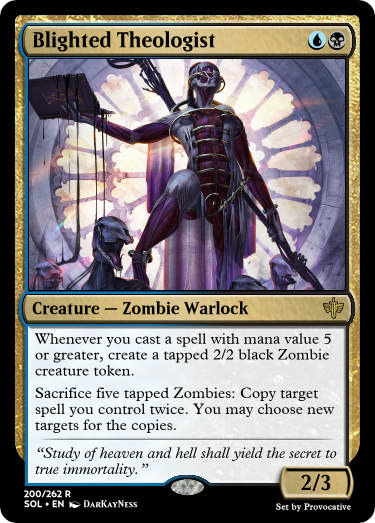 Blighted Theologist
Creature — Zombie Warlock
Whenever you cast a spell with mana value 5
or greater, create a tapped 2/2 black Zombie
creature token.
Sacrifice five tapped Zombies: Copy target
spell you control twice. You may choose new
targets for the copies.
“Study of heaven and hell shall yield the secret to
true immortality.”
2/3
200/262 R
SOL • EN DarKayNess
Set by Provocative